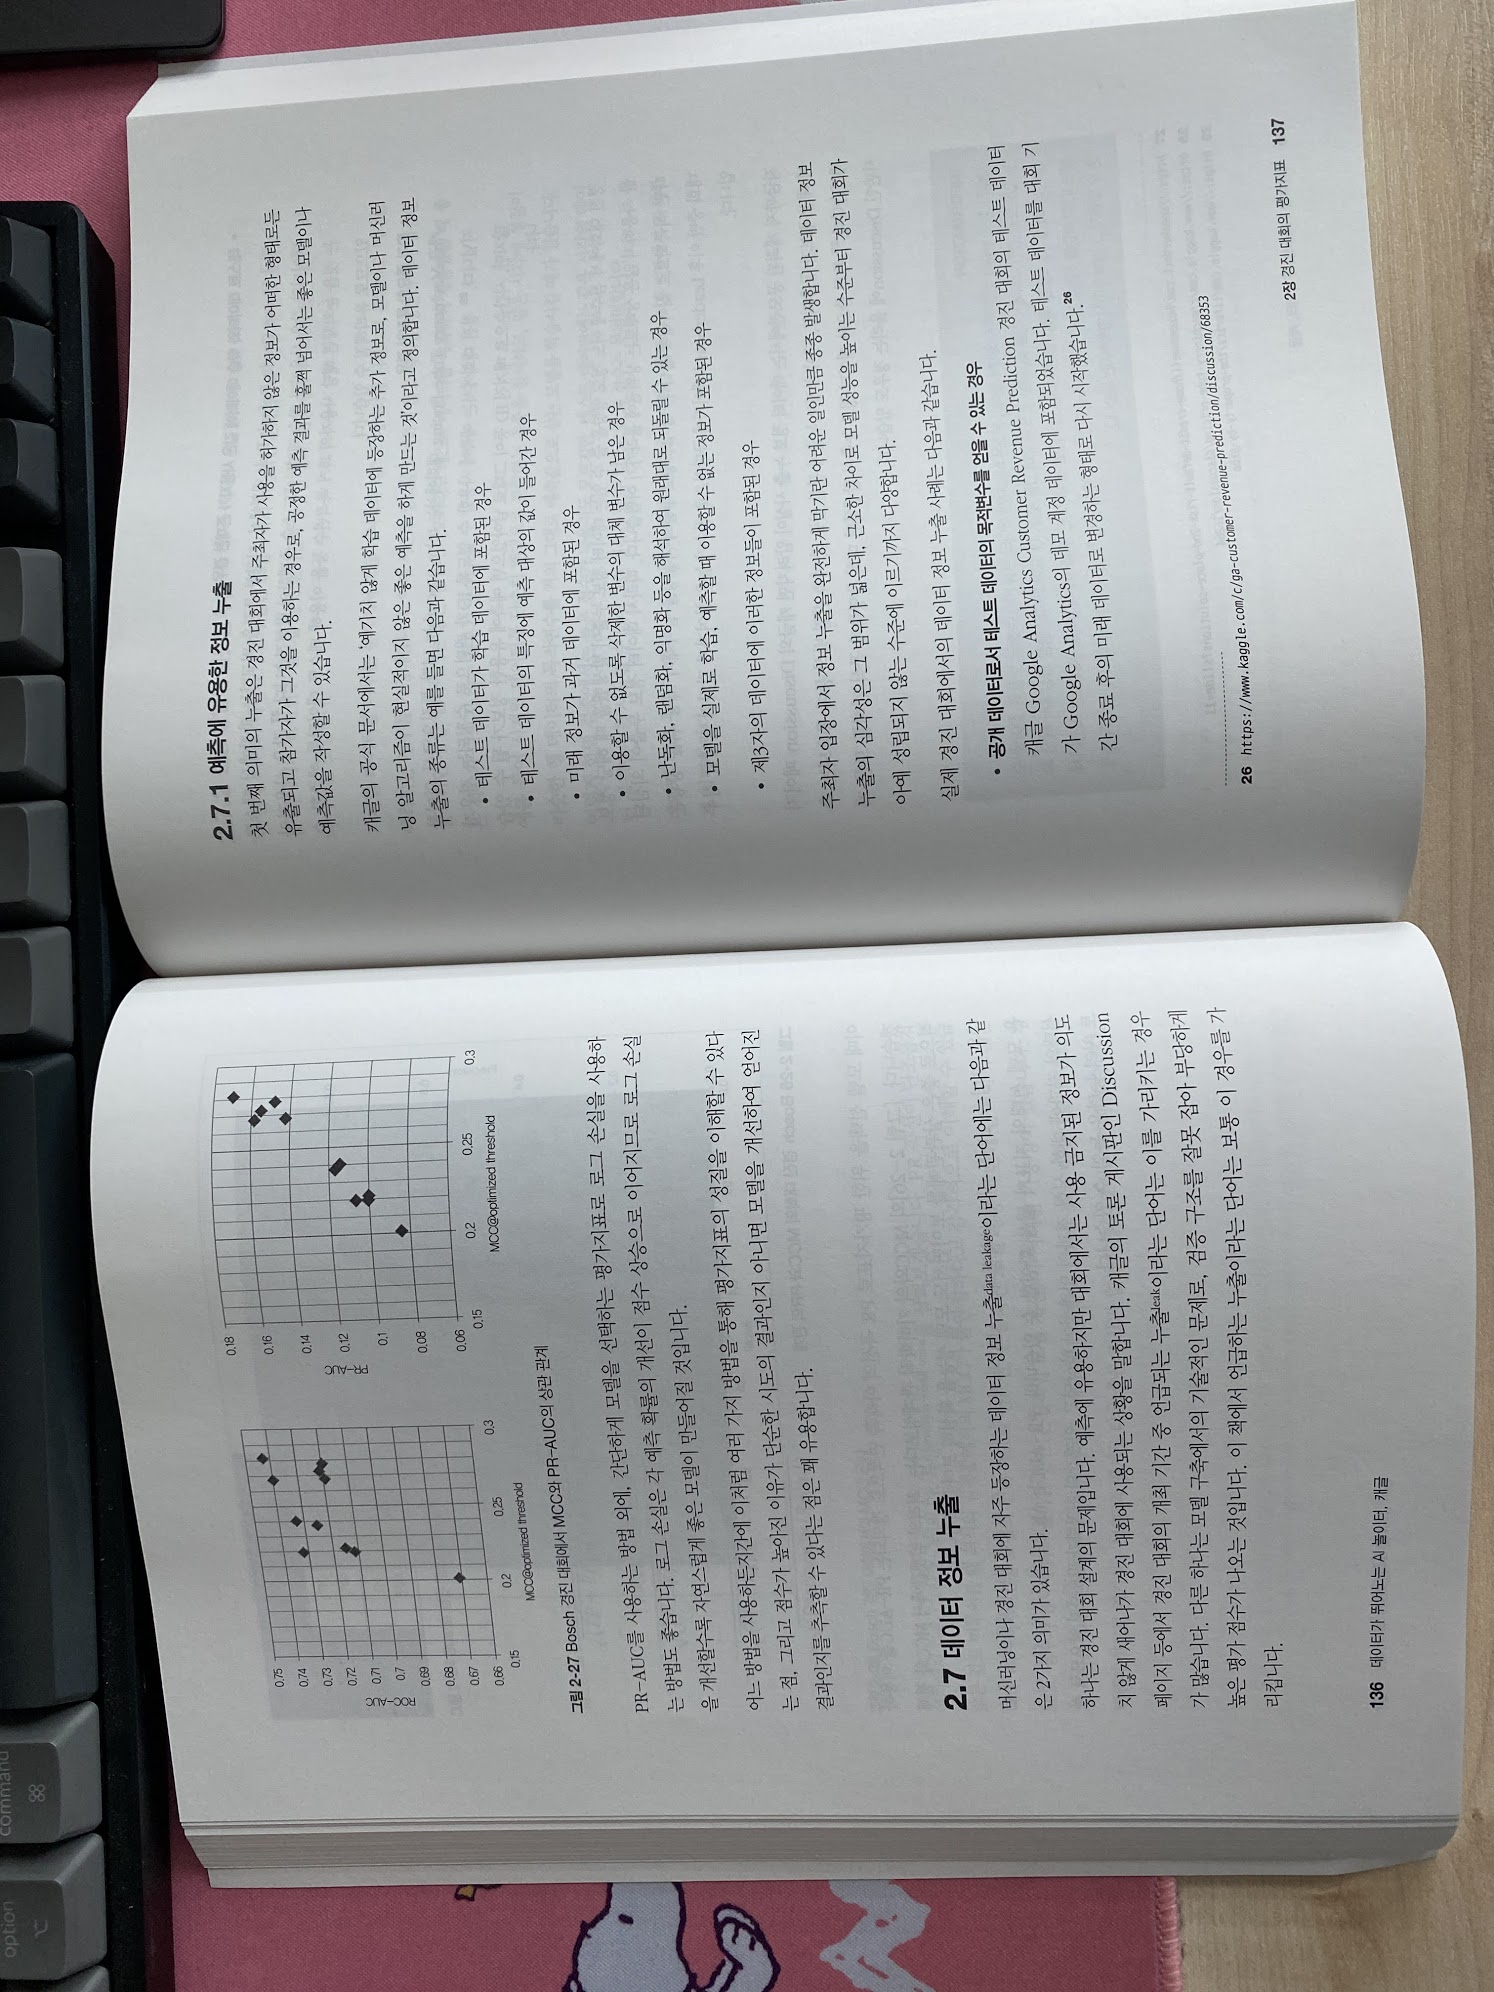 option
command
⌥
⌘
0.75
0.74
0.73
0.72
0.71
0.7
0.69
0.68
0.67
0.66
ROC-AUC
0.15
0.2
0.25
0.3
MCC@optimized threshold
0.18
0.16
0.14
0.12
0.1
0.08
0.06
PR-AUC
0.15
0.2
0.25
0.3
MCC@optimized threshold
그림 2-27 Bosch 경진 대회에서 MCC와 PR-AUC의 상관 관계
PR-AUC를 사용하는 방법 외에, 간단하게 모델을 선택하는 평가지표로 로그 손실을 사용하
는 방법도 좋습니다. 로그 손실은 각 예측 확률의 개선이 점수 상승으로 이어지므로 로그 손실
을 개선할수록 자연스럽게 좋은 모델이 만들어질 것입니다.
어느 방법을 사용하든지간에 이처럼 여러 가지 방법을 통해 평가지표의 성질을 이해할 수 있다
는 점, 그리고 점수가 높아진 이유가 단순한 시도의 결과인지 아니면 모델을 개선하여 얻어진
결과인지를 추측할 수 있다는 점은 꽤 유용합니다.
2.7 데이터 정보 누출
머신러닝이나 경진 대회에 자주 등장하는 데이터 정보 누출data leakage이라는 단어에는 다음과 같
은 2가지 의미가 있습니다.
하나는 경진 대회 설계의 문제입니다. 예측에 유용하지만 대회에서는 사용 금지된 정보가 의도
치 않게 새어나가 경진 대회에 사용되는 상황을 말합니다. 캐글의 토론 게시판인 Discussion
페이지 등에서 경진 대회의 개최 기간 중 언급되는 누출leak이라는 단어는 이를 가리키는 경우
가 많습니다. 다른 하나는 모델 구축에서의 기술적인 문제로, 검증 구조를 잘못 잡아 부당하게
높은 평가 점수가 나오는 것입니다. 이 책에서 언급하는 누출이라는 단어는 보통 이 경우를 가
리킵니다.
136 데이터가 뛰어노는 AI 놀이터, 캐글
2.7.1 예측에 유용한 정보 누출
첫 번째 의미의 누출은 경진 대회에서 주최자가 사용을 허가하지 않은 정보가 어떠한 형태로든
유출되고 참가자가 그것을 이용하는 경우로, 공정한 예측 결과를 훌쩍 넘어서는 좋은 모델이나
예측값을 작성할 수 있습니다.
캐글의 공식 문서에서는 ‘예기치 않게 학습 데이터에 등장하는 추가 정보로, 모델이나 머신러
닝 알고리즘이 현실적이지 않은 좋은 예측을 하게 만드는 것’이라고 정의합니다. 데이터 정보
누출의 종류는 예를 들면 다음과 같습니다.
• 테스트 데이터가 학습 데이터에 포함된 경우
• 테스트 데이터의 특징에 예측 대상의 값이 들어간 경우
• 미래 정보가 과거 데이터에 포함된 경우
• 이용할 수 없도록 삭제한 변수의 대체 변수가 남은 경우
• 난독화, 랜덤화, 익명화 등을 해석하여 원래대로 되돌릴 수 있는 경우
• 모델을 실제로 학습, 예측할 때 이용할 수 없는 정보가 포함된 경우
• 제3자의 데이터에 이러한 정보들이 포함된 경우
주최자 입장에서 정보 누출을 완전하게 막기란 어려운 일인만큼 종종 발생합니다. 데이터 정보
누출의 심각성은 그 범위가 넓은데, 근소한 차이로 모델 성능을 높이는 수준부터 경진 대회가
아예 성립되지 않는 수준에 이르기까지 다양합니다.
실제 경진 대회에서의 데이터 정보 누출 사례는 다음과 같습니다.
• 공개 데이터로서 테스트 데이터의 목적변수를 얻을 수 있는 경우
캐글 Google Analytics Customer Revenue Prediction 경진 대회의 테스트 데이터
가 Google Analytics의 데모 계정 데이터에 포함되었습니다. 테스트 데이터를 대회 기
간 종료 후의 미래 데이터로 변경하는 형태로 다시 시작했습니다.26
26 https://www.kaggle.com/c/ga-customer-revenue-prediction/discussion/68353
2장 경진 대회의 평가지표 137